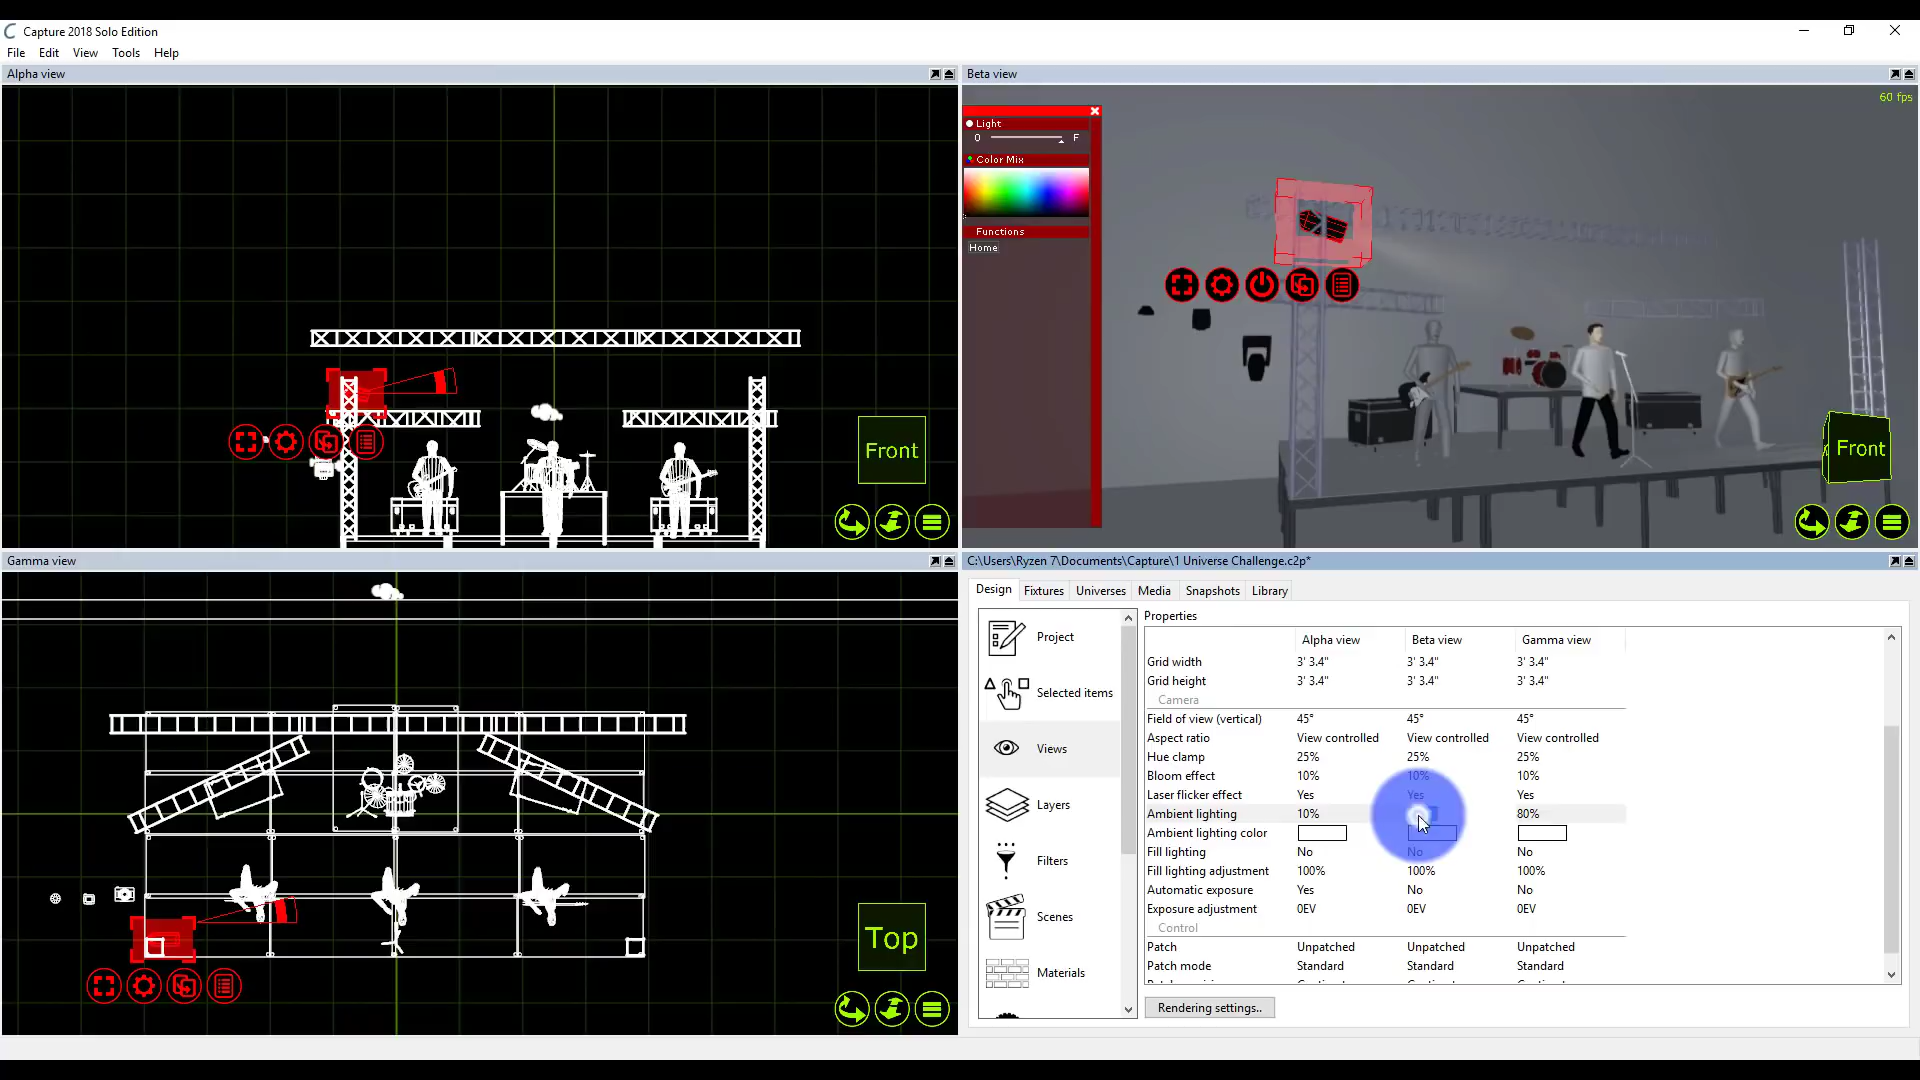 Capture 2018 Solo Edition
File Edit View Tools Help
Alpha view
Front
Beta view
60 fps
Light
0 F
Color Mix
Functions
Home
Front
Gamma view
Top
C:\Users\Ryzen 7\Documents\Capture\1 Universe Challenge.c2p*
Design Fixtures Universes Media Snapshots Library
Project
Selected items
Views
Layers
Filters
Scenes
Materials
Properties
Alpha view Beta view Gamma view
Grid width 3' 3.4" 3' 3.4" 3' 3.4"
Grid height 3' 3.4" 3' 3.4" 3' 3.4"
Camera
Field of view (vertical) 45° 45° 45°
Aspect ratio View controlled View controlled View controlled
Hue clamp 25% 25% 25%
Bloom effect 10% 10% 10%
Laser flicker effect Yes Yes Yes
Ambient lighting 10% 80%
Ambient lighting color
Fill lighting No No No
Fill lighting adjustment 100% 100% 100%
Automatic exposure Yes No No
Exposure adjustment 0EV 0EV 0EV
Control
Patch Unpatched Unpatched Unpatched
Patch mode Standard Standard Standard
Rendering settings..